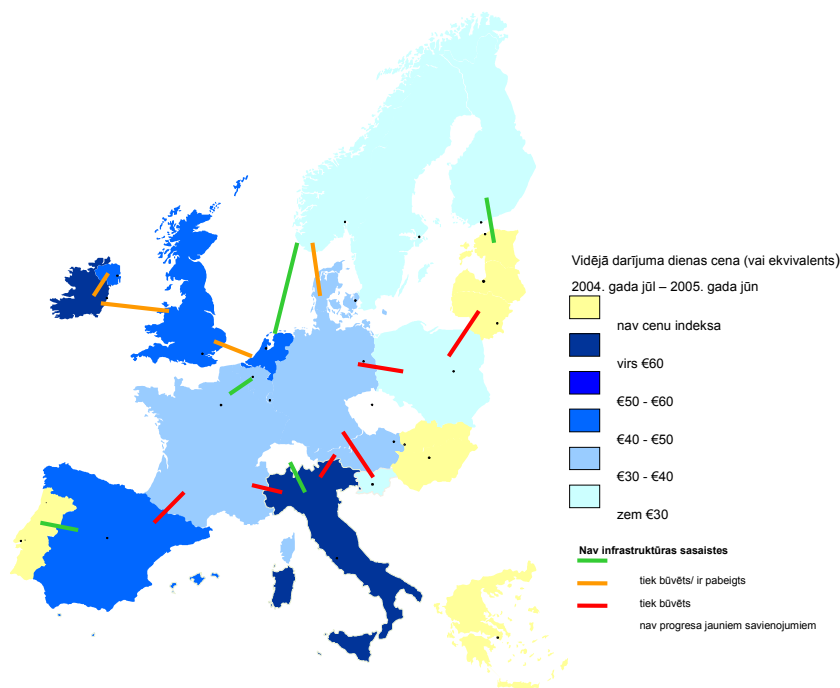 Vidējā darījuma dienas cena (vai ekvivalents)
2004. gada jūl – 2005. gada jūn
nav cenu indeksa
virs €60
€50 - €60
€40 - €50
€30 - €40
zem €30
Nav infrastruktūras sasaistes
tiek būvēts/ ir pabeigts
tiek būvēts
nav progresa jauniem savienojumiem